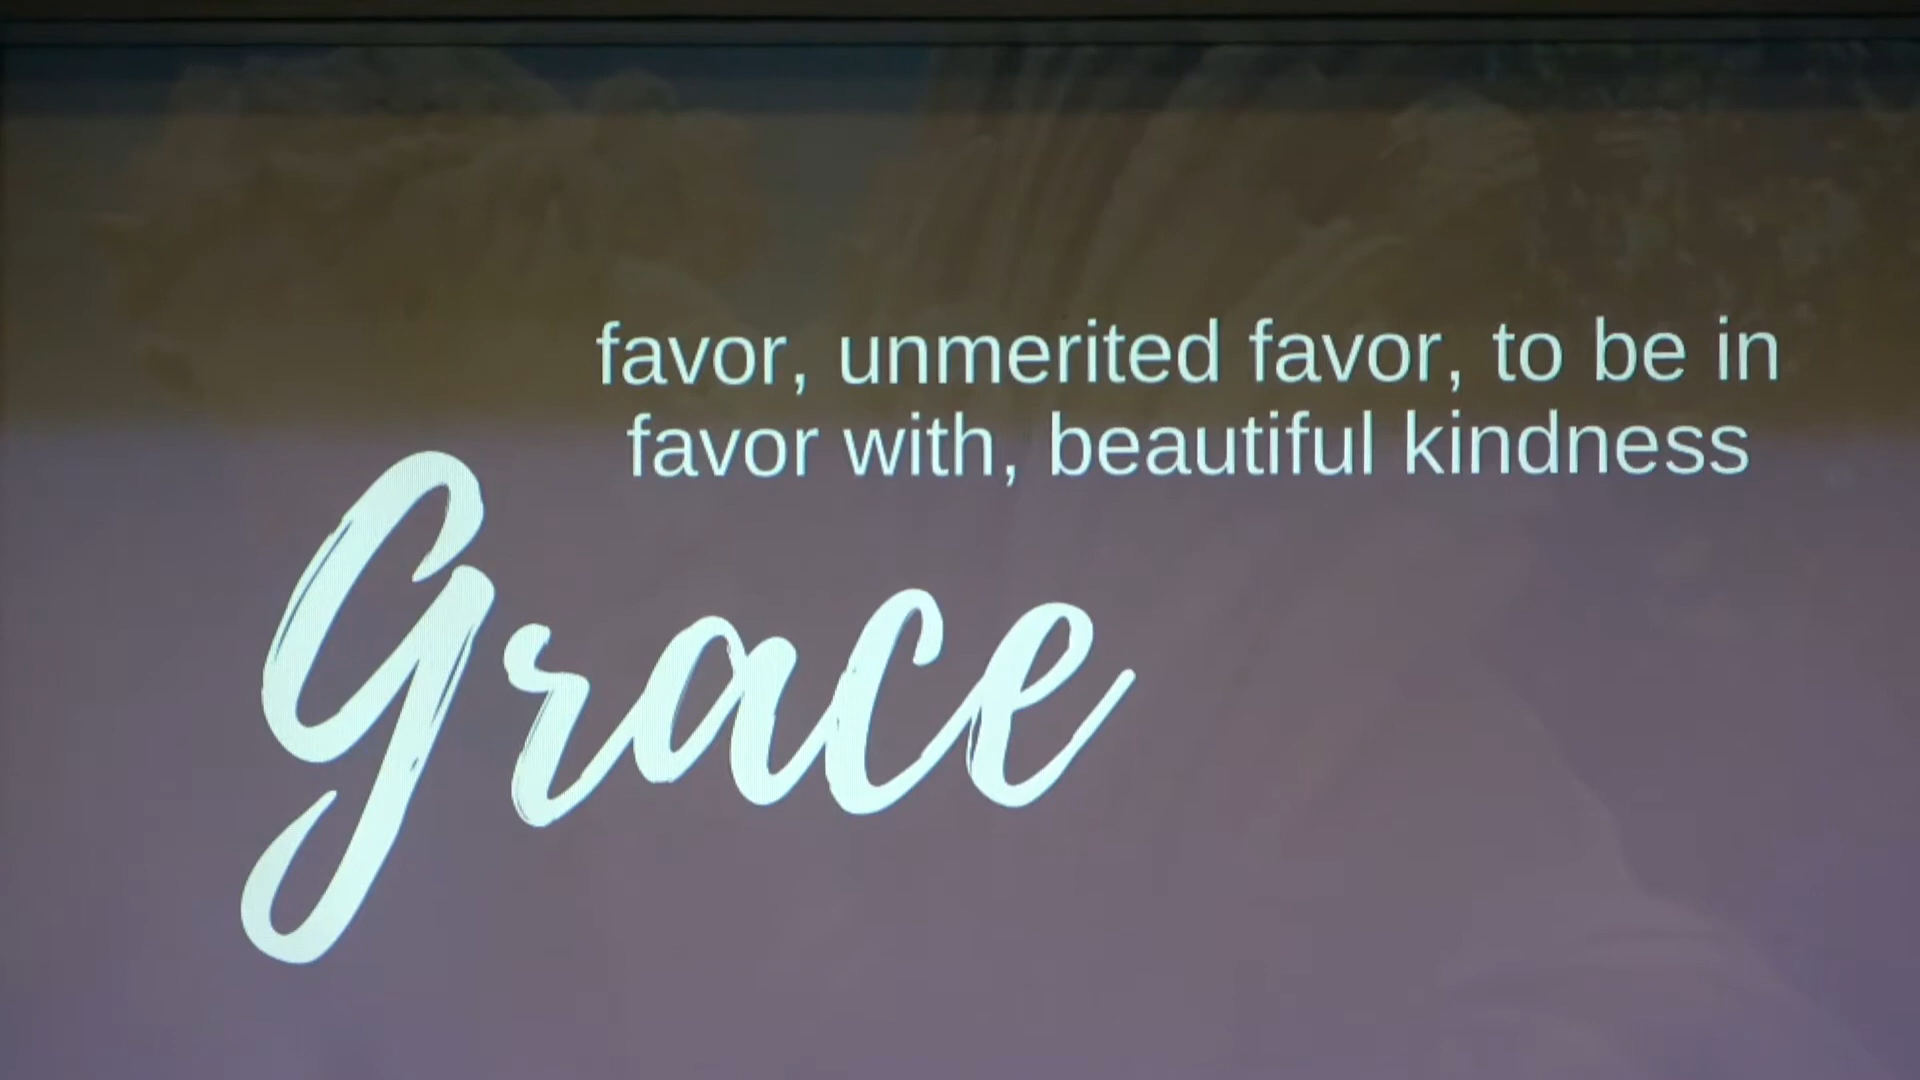 favor, unmerited favor, to be in
favor with, beautiful kindness
Grace